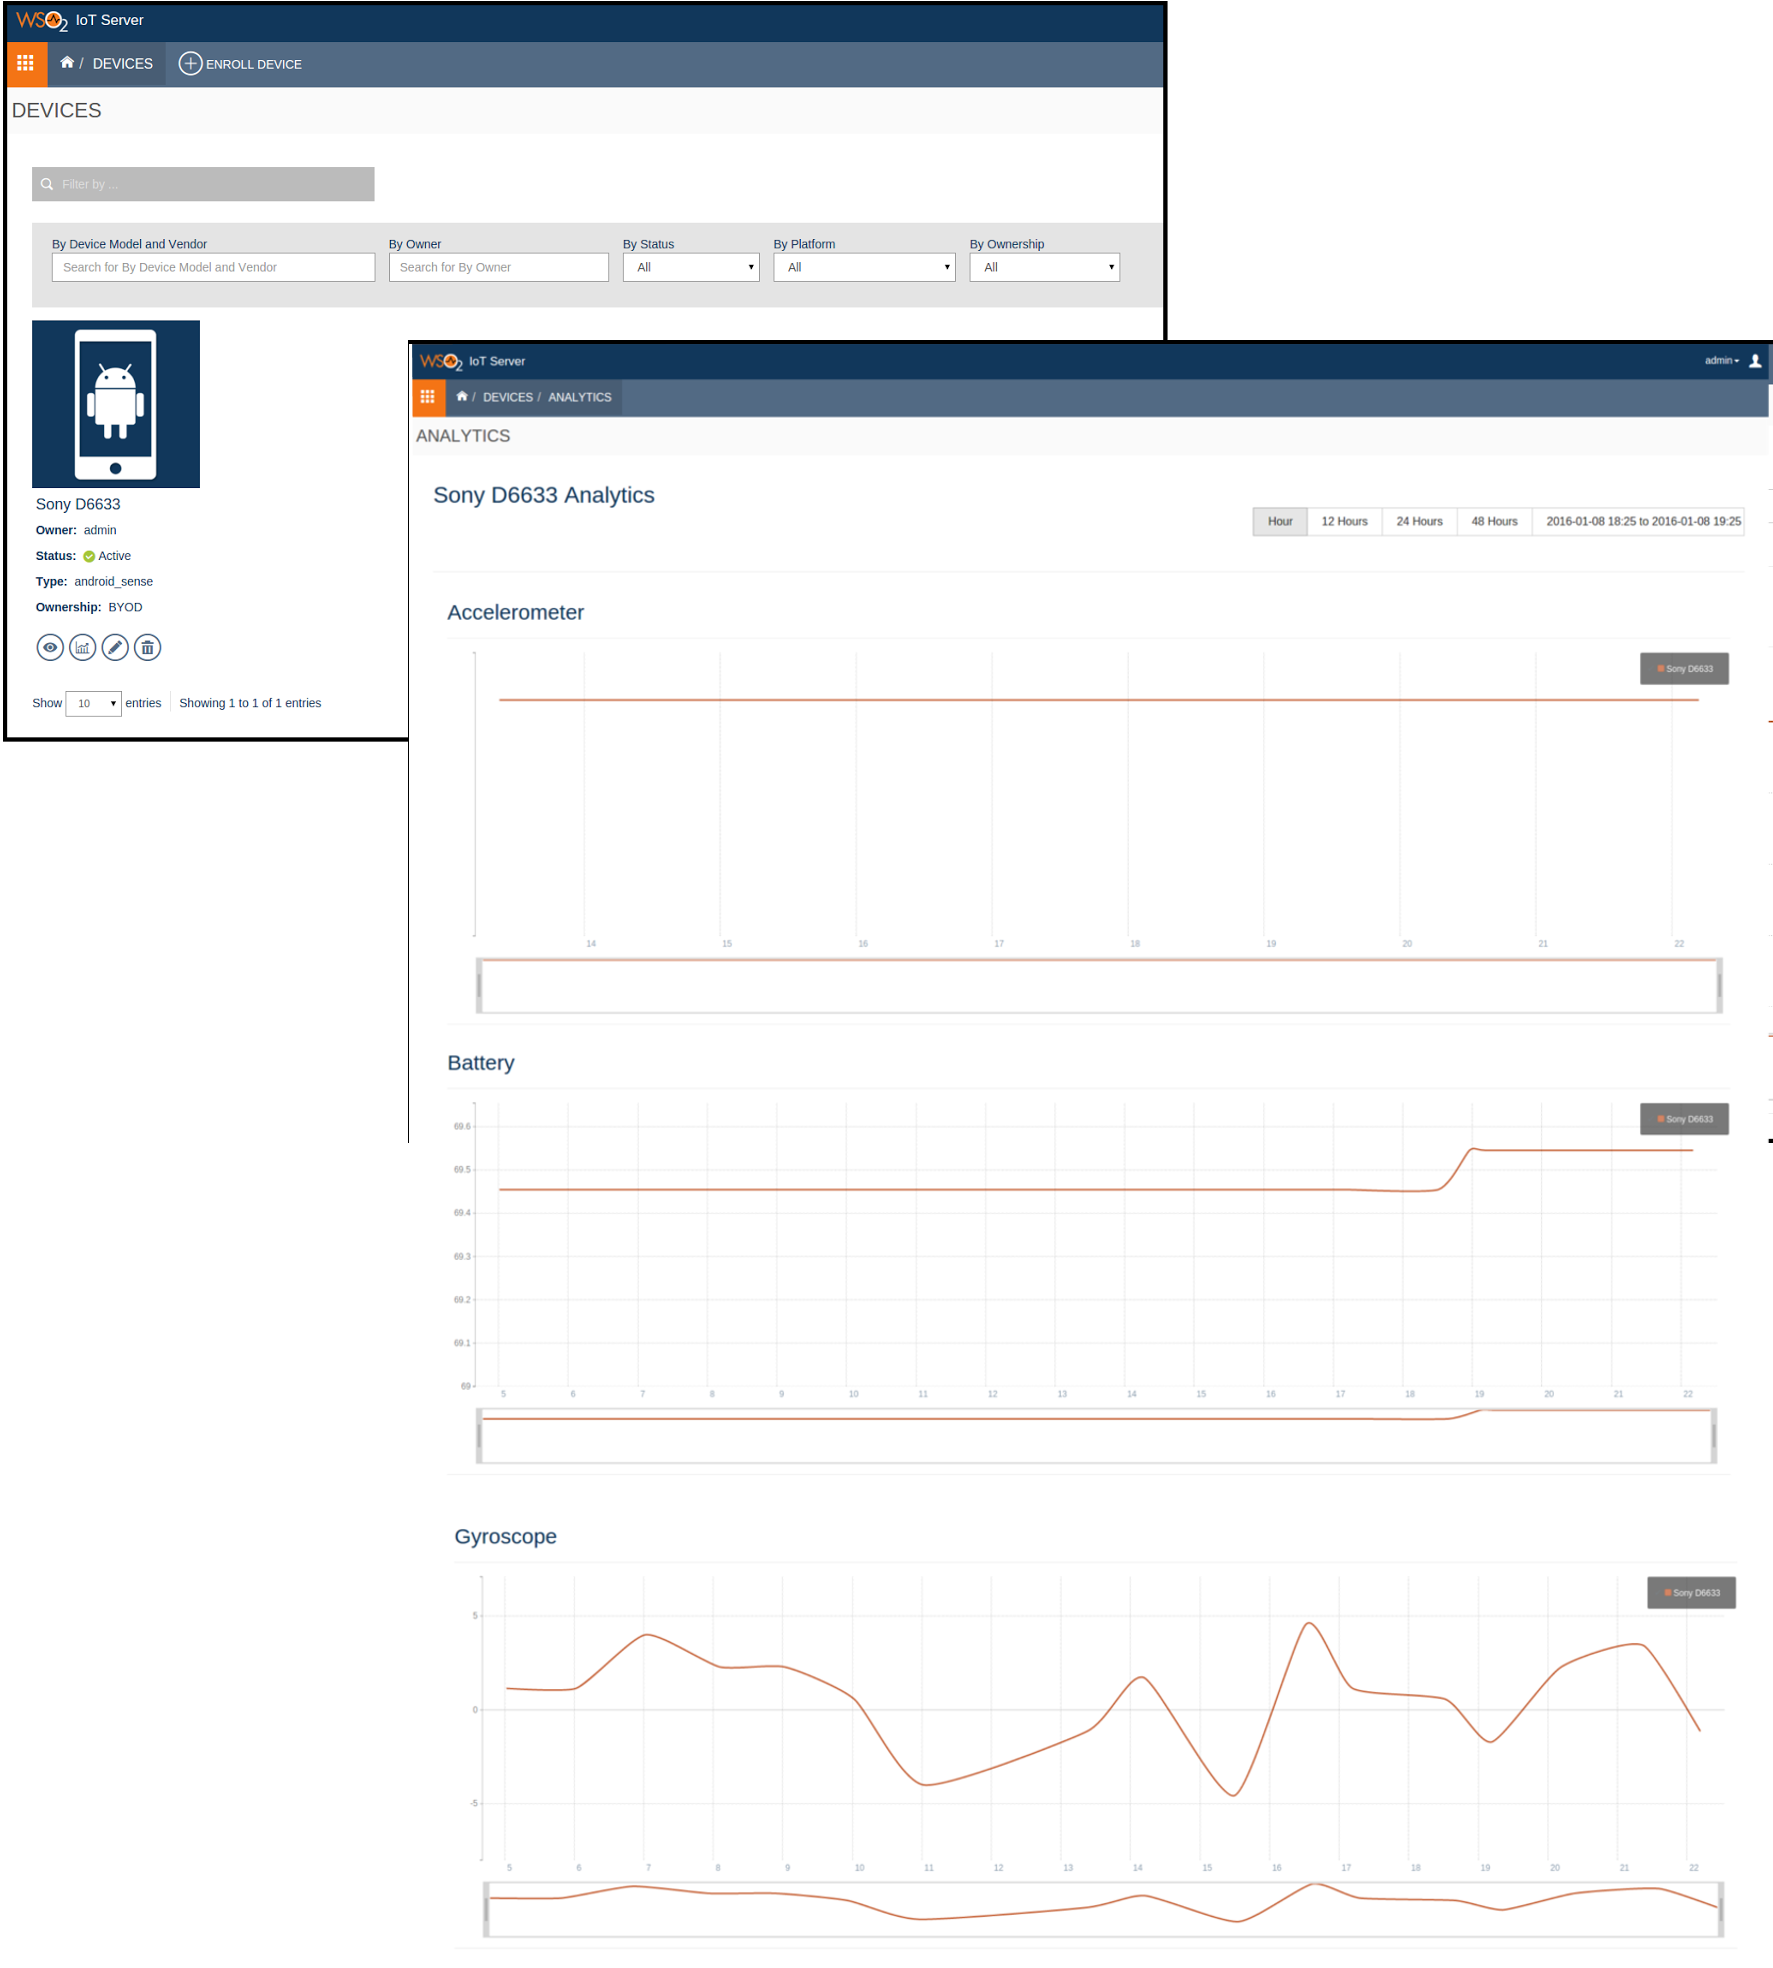 WSO2 IoT Server
/ DEVICES ENROLL DEVICE
DEVICES
Filter by ...
By Device Model and Vendor By Owner By Status By Platform By Ownership
Search for By Device Model and Vendor Search for By Owner All All All
Sony D6633
Owner: admin
Status: Active
Type: android_sense
Ownership: BYOD
Show 10 entries Showing 1 to 1 of 1 entries
WSO2 IoT Server admin
/ DEVICES / ANALYTICS
ANALYTICS
Sony D6633 Analytics
Hour 12 Hours 24 Hours 48 Hours 2016-01-08 18:25 to 2016-01-08 19:25
Accelerometer
Sony D6633
14 15 16 17 18 19 20 21 22
Battery
Sony D6633
69.6
69.5
69.4
69.3
69.2
69.1
69
5 6 7 8 9 10 11 12 13 14 15 16 17 18 19 20 21 22
Gyroscope
Sony D6633
5
0
-5
5 6 7 8 9 10 11 12 13 14 15 16 17 18 19 20 21 22